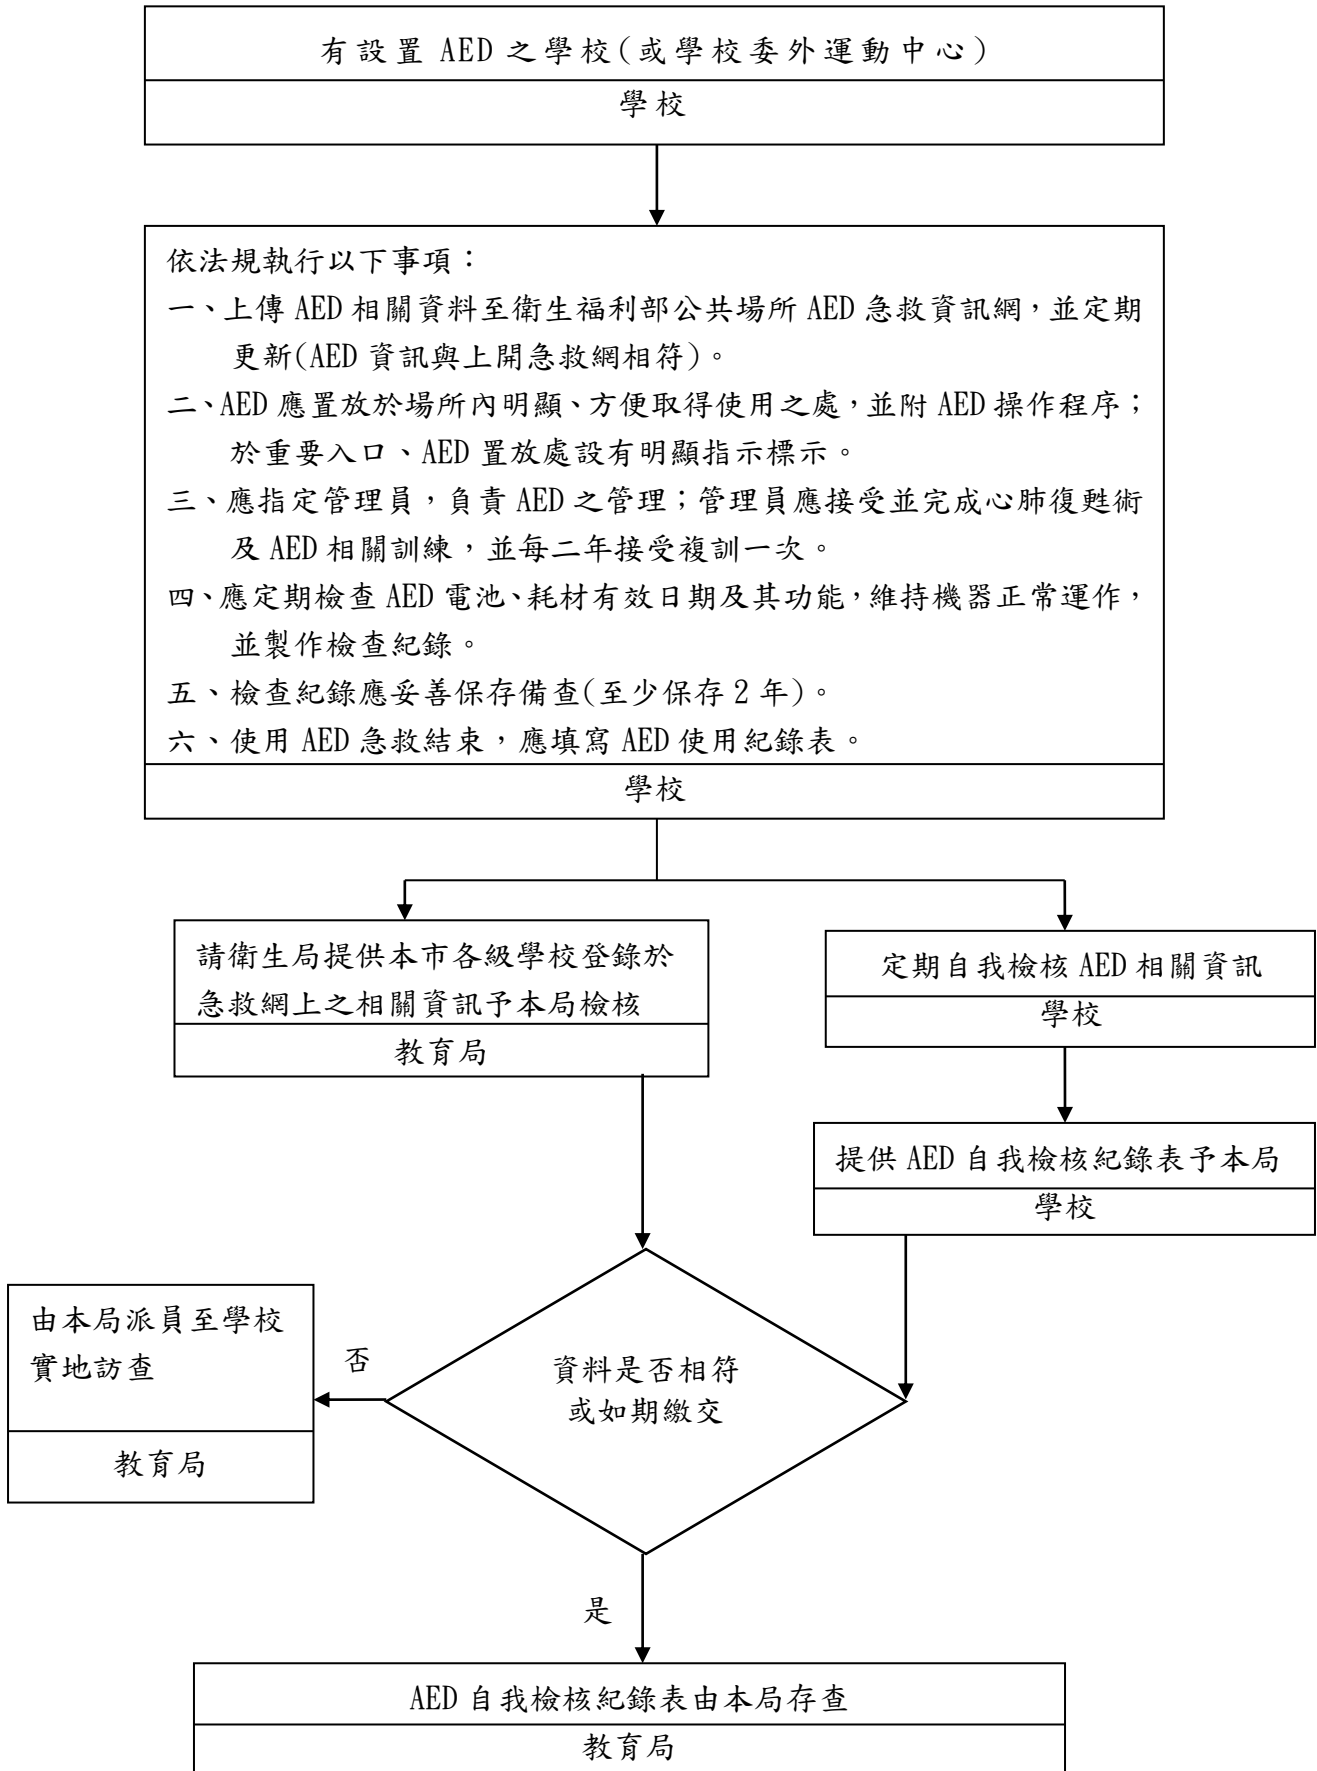 有設置 AED 之學校(或學校委外運動中心)
學校
依法規執行以下事項：
一、上傳 AED 相關資料至衛生福利部公共場所 AED 急救資訊網，並定期
更新(AED 資訊與上開急救網相符)。
二、AED 應置放於場所內明顯、方便取得使用之處，並附 AED 操作程序；
於重要入口、AED 置放處設有明顯指示標示。
三、應指定管理員，負責 AED 之管理；管理員應接受並完成心肺復甦術
及 AED 相關訓練，並每二年接受複訓一次。
四、應定期檢查 AED 電池、耗材有效日期及其功能，維持機器正常運作，
並製作檢查紀錄。
五、檢查紀錄應妥善保存備查(至少保存 2 年)。
六、使用 AED 急救結束，應填寫 AED 使用紀錄表。
學校
請衛生局提供本市各級學校登錄於
急救網上之相關資訊予本局檢核
教育局
定期自我檢核 AED 相關資訊
學校
提供 AED 自我檢核紀錄表予本局
學校
資料是否相符
或如期繳交
否
由本局派員至學校
實地訪查
教育局
是
AED 自我檢核紀錄表由本局存查
教育局